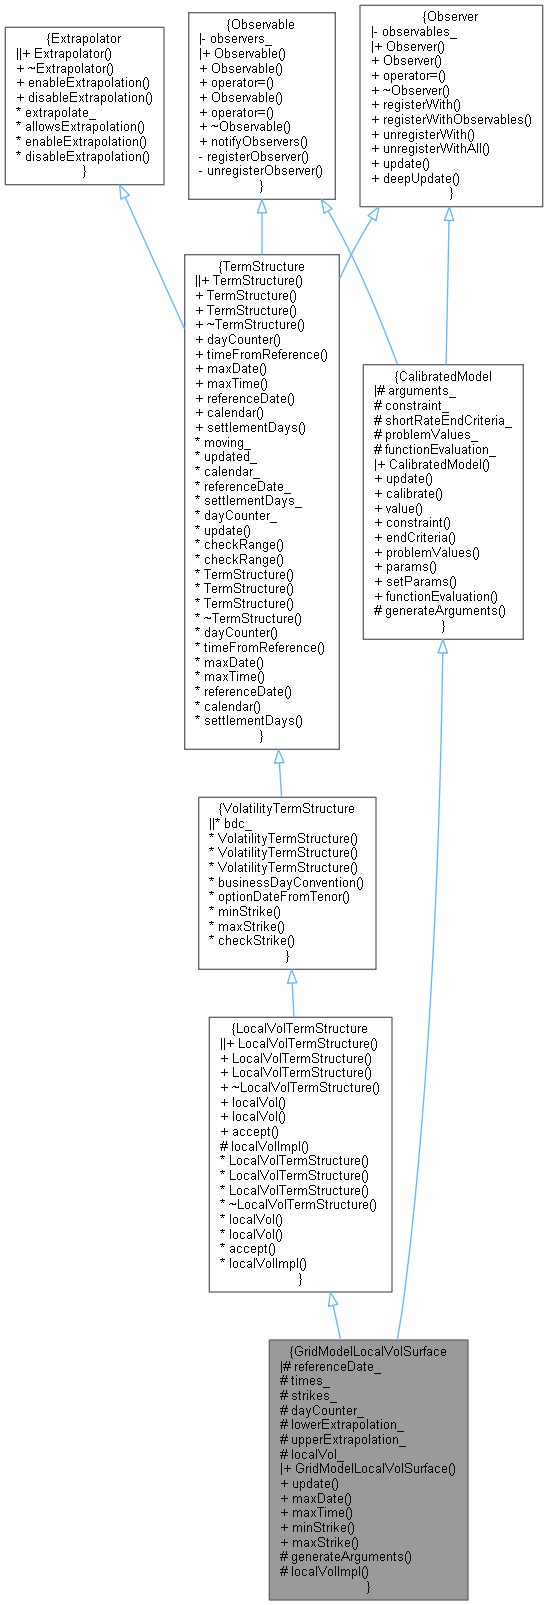 {Extrapolator
||+ Extrapolator()
+ ~Extrapolator()
+ enableExtrapolation()
+ disableExtrapolation()
* extrapolate_
* allowsExtrapolation()
* enableExtrapolation()
* disableExtrapolation()
}
{Observable
|- observers_
|+ Observable()
+ Observable()
+ operator=()
+ Observable()
+ operator=()
+ ~Observable()
+ notifyObservers()
- registerObserver()
- unregisterObserver()
}
{Observer
|- observables_
|+ Observer()
+ Observer()
+ operator=()
+ ~Observer()
+ registerWith()
+ registerWithObservables()
+ unregisterWith()
+ unregisterWithAll()
+ update()
+ deepUpdate()
}
{TermStructure
||+ TermStructure()
+ TermStructure()
+ TermStructure()
+ ~TermStructure()
+ dayCounter()
+ timeFromReference()
+ maxDate()
+ maxTime()
+ referenceDate()
+ calendar()
+ settlementDays()
* moving_
* updated_
* calendar_
* referenceDate_
* settlementDays_
* dayCounter_
* update()
* checkRange()
* checkRange()
* TermStructure()
* TermStructure()
* TermStructure()
* ~TermStructure()
* dayCounter()
* timeFromReference()
* maxDate()
* maxTime()
* referenceDate()
* calendar()
* settlementDays()
}
{CalibratedModel
|# arguments_
# constraint_
# shortRateEndCriteria_
# problemValues_
# functionEvaluation_
|+ CalibratedModel()
+ update()
+ calibrate()
+ value()
+ constraint()
+ endCriteria()
+ problemValues()
+ params()
+ setParams()
+ functionEvaluation()
# generateArguments()
}
{VolatilityTermStructure
||* bdc_
* VolatilityTermStructure()
* VolatilityTermStructure()
* VolatilityTermStructure()
* businessDayConvention()
* optionDateFromTenor()
* minStrike()
* maxStrike()
* checkStrike()
}
{LocalVolTermStructure
||+ LocalVolTermStructure()
+ LocalVolTermStructure()
+ LocalVolTermStructure()
+ ~LocalVolTermStructure()
+ localVol()
+ localVol()
+ accept()
# localVolImpl()
* LocalVolTermStructure()
* LocalVolTermStructure()
* LocalVolTermStructure()
* ~LocalVolTermStructure()
* localVol()
* localVol()
* accept()
* localVolImpl()
}
{GridModelLocalVolSurface
|# referenceDate_
# times_
# strikes_
# dayCounter_
# lowerExtrapolation_
# upperExtrapolation_
# localVol_
|+ GridModelLocalVolSurface()
+ update()
+ maxDate()
+ maxTime()
+ minStrike()
+ maxStrike()
# generateArguments()
# localVolImpl()
}